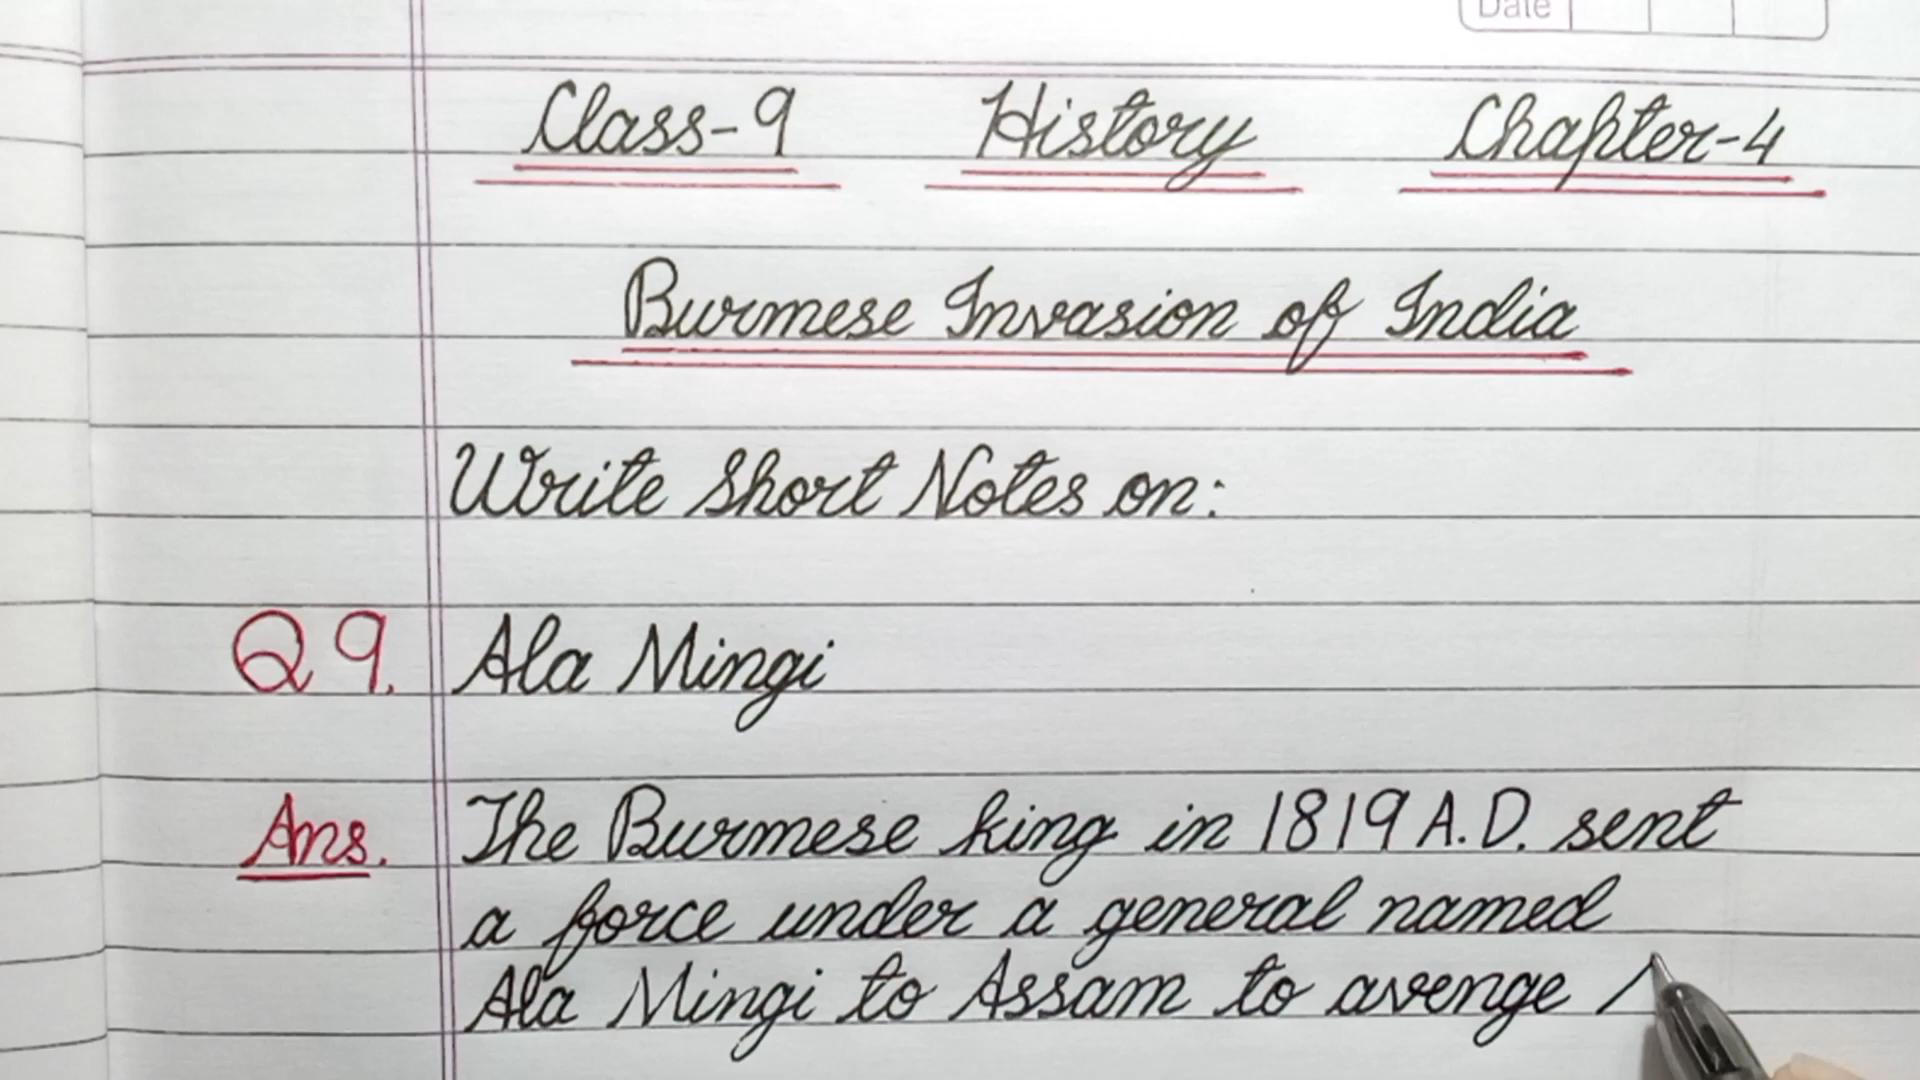 Date
Class-9 History Chapter-4
Burmese Invasion of India
Write Short Notes on:
Q9. Ala Mingi
Ans. The Burmese king in 1819 A.D. sent
a force under a general named
Ala Mingi to Assam to avenge